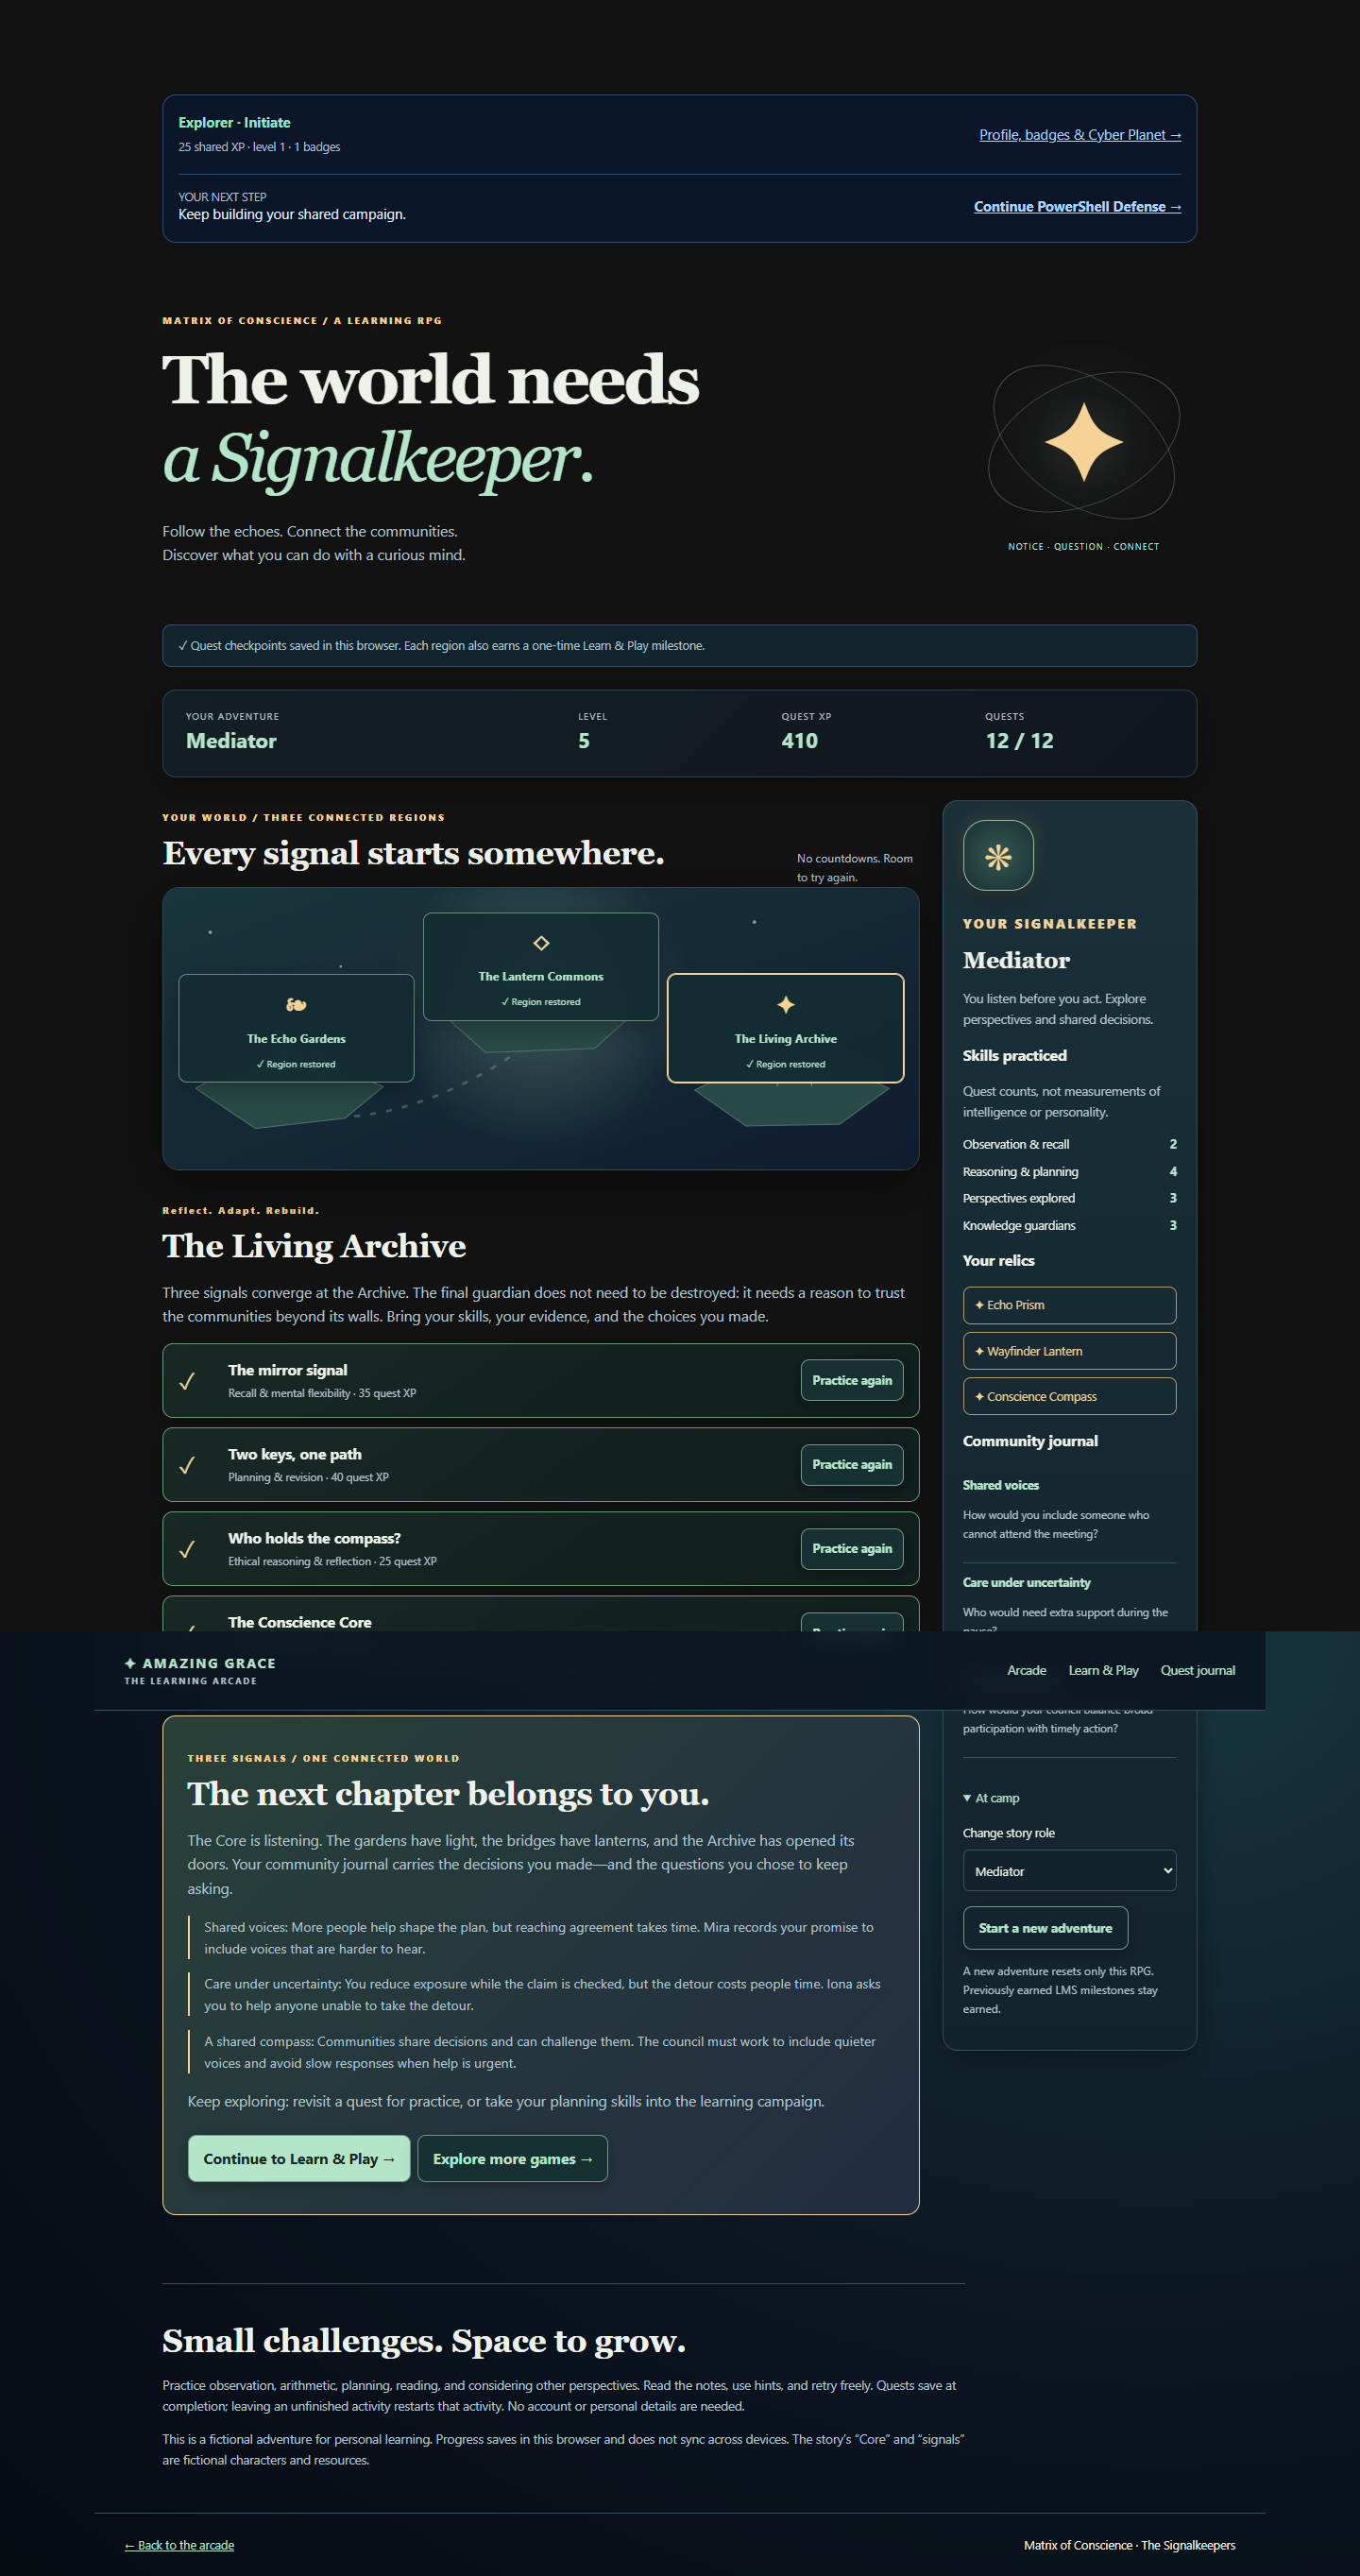 Explorer · Initiate
25 shared XP · level 1 · 1 badges
Profile, badges & Cyber Planet →
YOUR NEXT STEP
Keep building your shared campaign.
Continue PowerShell Defense →
MATRIX OF CONSCIENCE / A LEARNING RPG
The world needs
a Signalkeeper.
Follow the echoes. Connect the communities.
Discover what you can do with a curious mind.
NOTICE · QUESTION · CONNECT
✓ Quest checkpoints saved in this browser. Each region also earns a one-time Learn & Play milestone.
YOUR ADVENTURE
Mediator
LEVEL
5
QUEST XP
410
QUESTS
12 / 12
YOUR WORLD / THREE CONNECTED REGIONS
Every signal starts somewhere.
No countdowns. Room
to try again.
The Echo Gardens
✓ Region restored
The Lantern Commons
✓ Region restored
The Living Archive
✓ Region restored
Reflect. Adapt. Rebuild.
The Living Archive
Three signals converge at the Archive. The final guardian does not need to be destroyed: it needs a reason to trust
the communities beyond its walls. Bring your skills, your evidence, and the choices you made.
✓ The mirror signal
Recall & mental flexibility · 35 quest XP
Practice again
✓ Two keys, one path
Planning & revision · 40 quest XP
Practice again
✓ Who holds the compass?
Ethical reasoning & reflection · 25 quest XP
Practice again
The Conscience Core
YOUR SIGNALKEEPER
Mediator
You listen before you act. Explore
perspectives and shared decisions.
Skills practiced
Quest counts, not measurements of
intelligence or personality.
Observation & recall 2
Reasoning & planning 4
Perspectives explored 3
Knowledge guardians 3
Your relics
✦ Echo Prism
✦ Wayfinder Lantern
✦ Conscience Compass
Community journal
Shared voices
How would you include someone who
cannot attend the meeting?
Care under uncertainty
Who would need extra support during the
pause?
✦ AMAZING GRACE
THE LEARNING ARCADE
Arcade
Learn & Play
Quest journal
How would your council balance broad
participation with timely action?
▼ At camp
Change story role
Mediator
Start a new adventure
A new adventure resets only this RPG.
Previously earned LMS milestones stay
earned.
THREE SIGNALS / ONE CONNECTED WORLD
The next chapter belongs to you.
The Core is listening. The gardens have light, the bridges have lanterns, and the Archive has opened its
doors. Your community journal carries the decisions you made—and the questions you chose to keep
asking.
Shared voices: More people help shape the plan, but reaching agreement takes time. Mira records your promise to
include voices that are harder to hear.
Care under uncertainty: You reduce exposure while the claim is checked, but the detour costs people time. Iona asks
you to help anyone unable to take the detour.
A shared compass: Communities share decisions and can challenge them. The council must work to include quieter
voices and avoid slow responses when help is urgent.
Keep exploring: revisit a quest for practice, or take your planning skills into the learning campaign.
Continue to Learn & Play →
Explore more games →
Small challenges. Space to grow.
Practice observation, arithmetic, planning, reading, and considering other perspectives. Read the notes, use hints, and retry freely. Quests save at
completion; leaving an unfinished activity restarts that activity. No account or personal details are needed.
This is a fictional adventure for personal learning. Progress saves in this browser and does not sync across devices. The story's “Core” and “signals”
are fictional characters and resources.
← Back to the arcade
Matrix of Conscience · The Signalkeepers